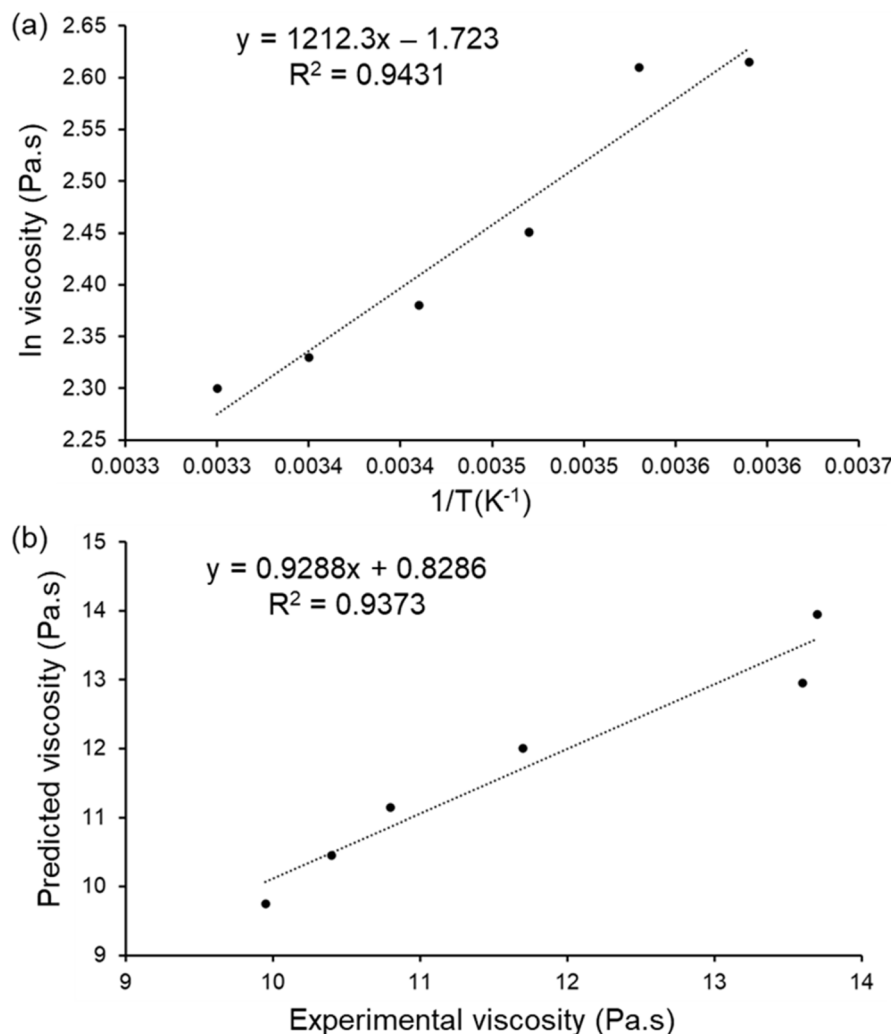 (a)
y = 1212.3x – 1.723
R² = 0.9431
In viscosity (Pa.s)
2.65
2.60
2.55
2.50
2.45
2.40
2.35
2.30
2.25
0.0033 0.0033 0.0034 0.0034 0.0035 0.0035 0.0036 0.0036 0.0037
1/T(K⁻¹)
(b)
y = 0.9288x + 0.8286
R² = 0.9373
Predicted viscosity (Pa.s)
15
14
13
12
11
10
9
9 10 11 12 13 14
Experimental viscosity (Pa.s)